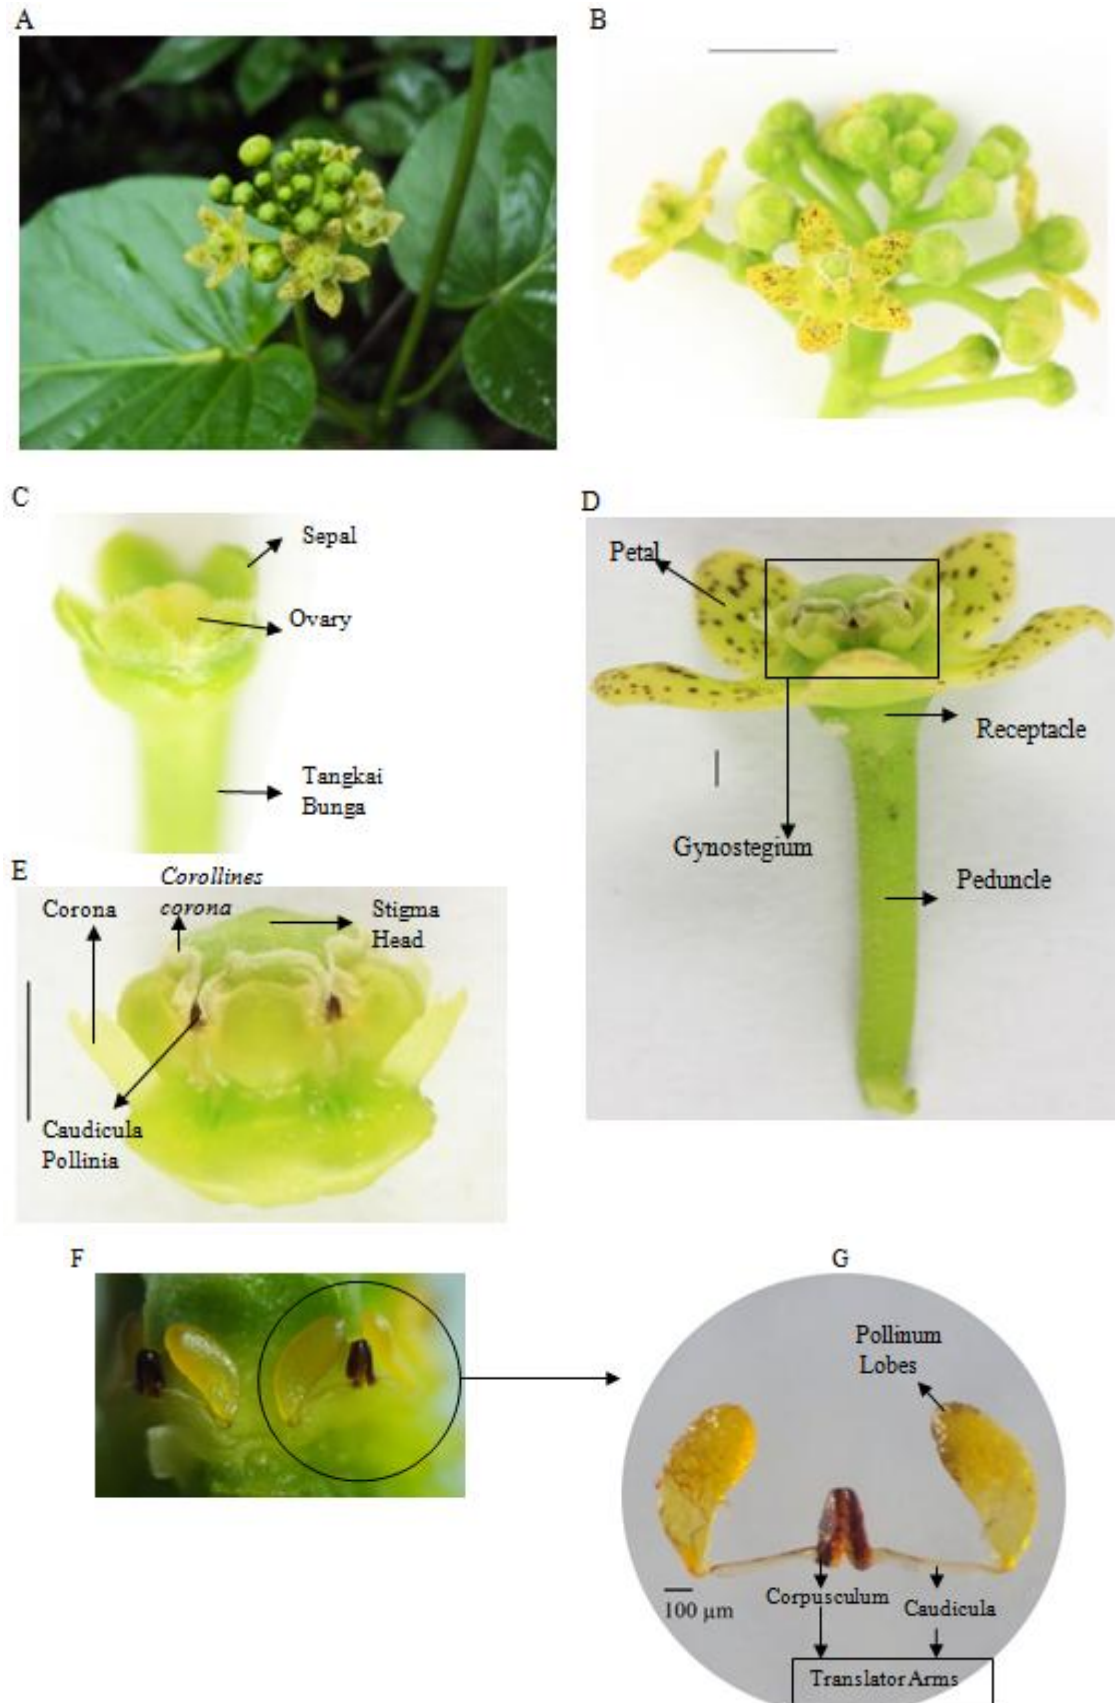 A
B
C
Sepal
Ovary
Tangkai
Bunga
D
Petal
Receptacle
Gynostegium
Peduncle
E
Corollines
corona
Corona
Stigma
Head
Caudicula
Pollinia
F
G
Pollinum
Lobes
100 µm
Corpusculum
Caudicula
Translator Arms